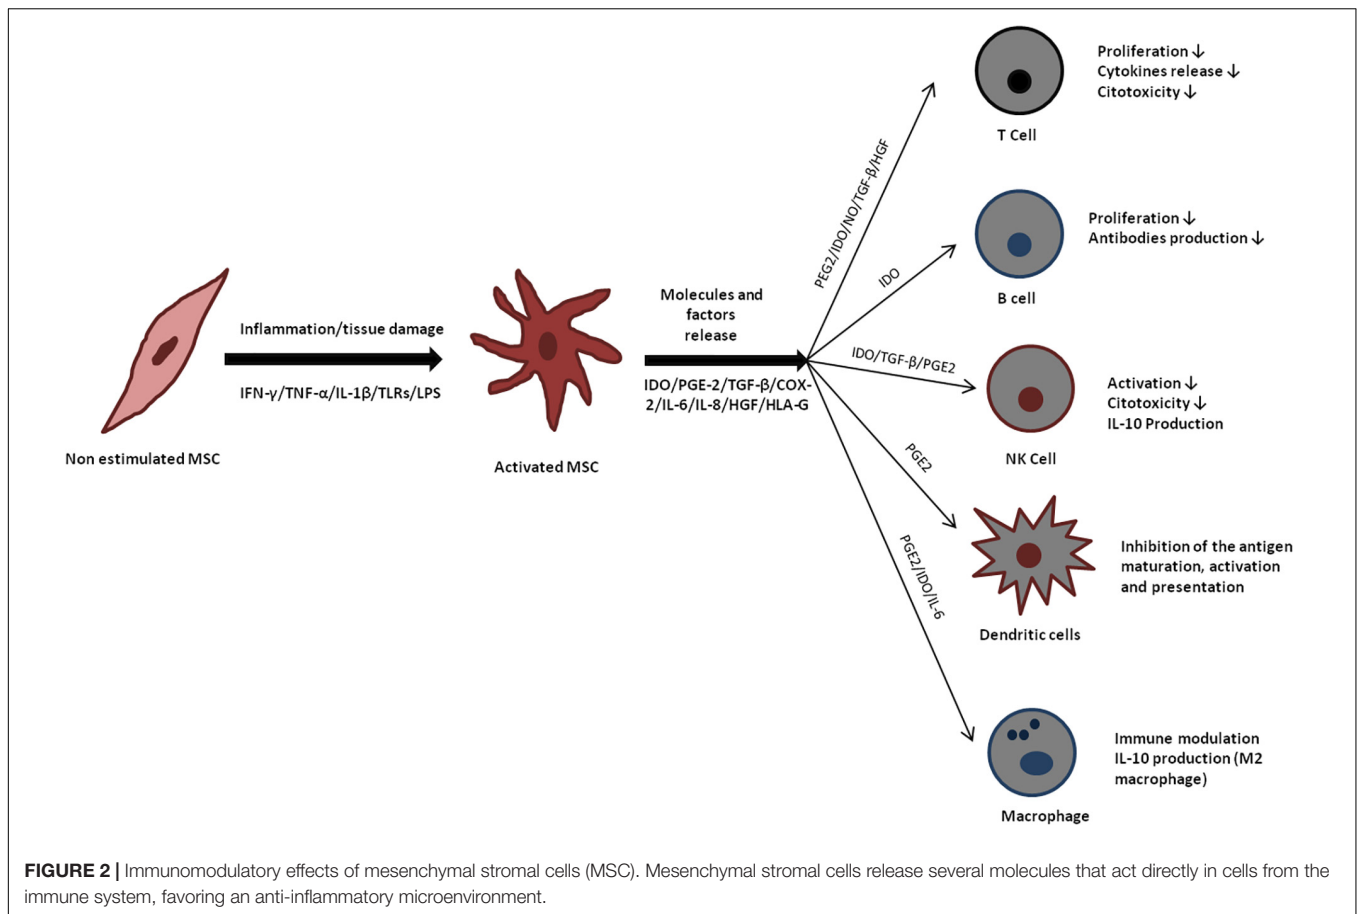 Proliferation ↓
Cytokines release ↓
Citotoxicity ↓
T Cell
PEG2/IDO/NO/TGF-β/HGF
Proliferation ↓
Antibodies production ↓
IDO
B cell
Molecules and
factors
release
Inflammation/tissue damage
IDO/TGF-β/PGE2
IDO/PGE-2/TGF-β/COX-
2/IL-6/IL-8/HGF/HLA-G
IFN-γ/TNF-α/IL-1β/TLRs/LPS
Activation ↓
Citotoxicity ↓
IL-10 Production
NK Cell
Non estimulated MSC
Activated MSC
PGE2
Inhibition of the antigen
maturation, activation
and presentation
Dendritic cells
PGE2/IDO/IL-6
Immune modulation
IL-10 production (M2
macrophage)
Macrophage
FIGURE 2 | Immunomodulatory effects of mesenchymal stromal cells (MSC). Mesenchymal stromal cells release several molecules that act directly in cells from the
immune system, favoring an anti-inflammatory microenvironment.